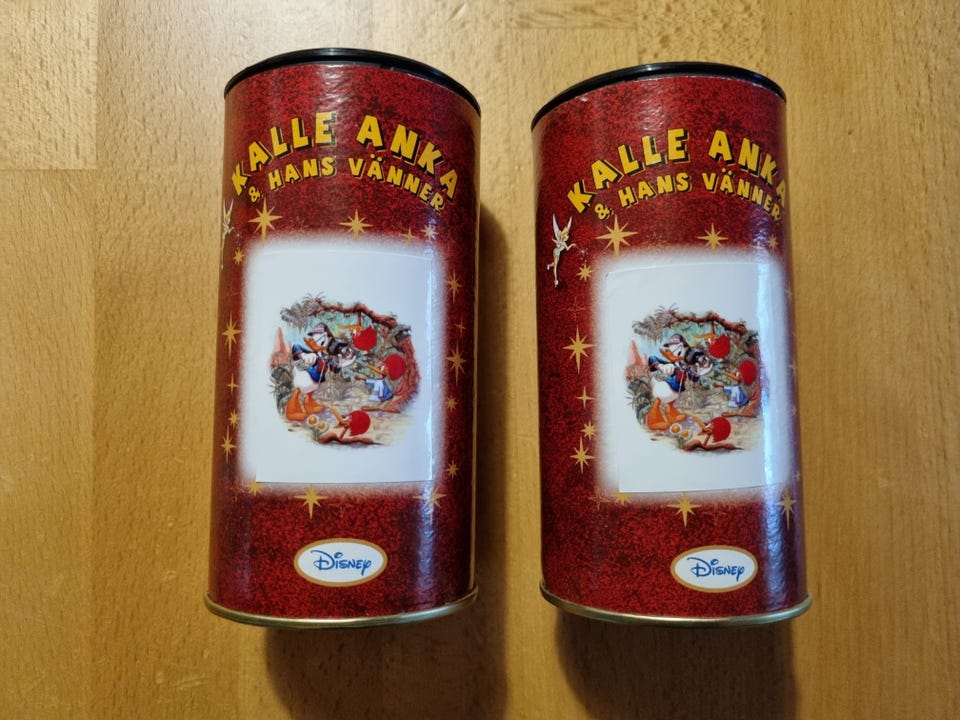 KALLE ANKA
& HANS VÄNNER
Disney
KALLE ANKA
& HANS VÄNNER
Disney